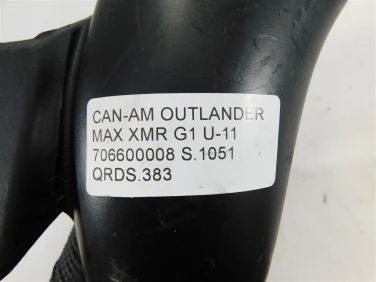 CAN-AM OUTLANDER
MAX XMR G1 U-11
706600008 S.1051
QRDS.383